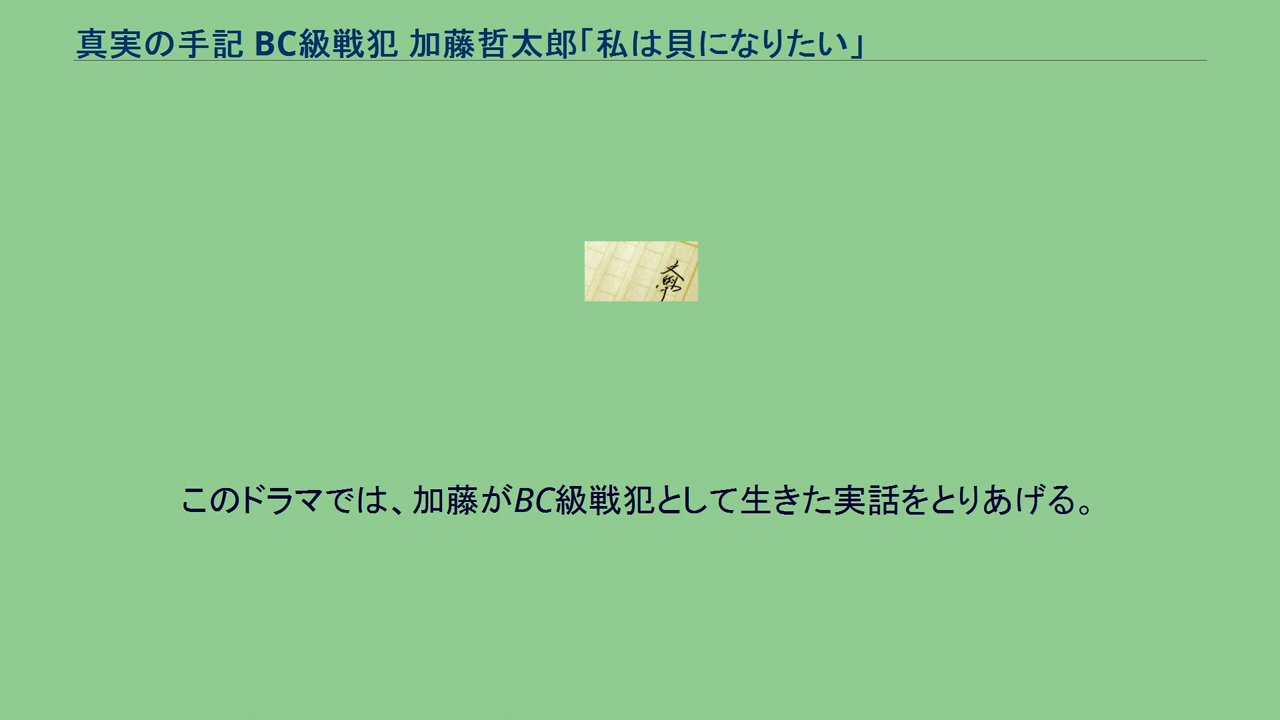 真実の手記 BC級戦犯 加藤哲太郎「私は貝になりたい」
このドラマでは、加藤がBC級戦犯として生きた実話をとりあげる。